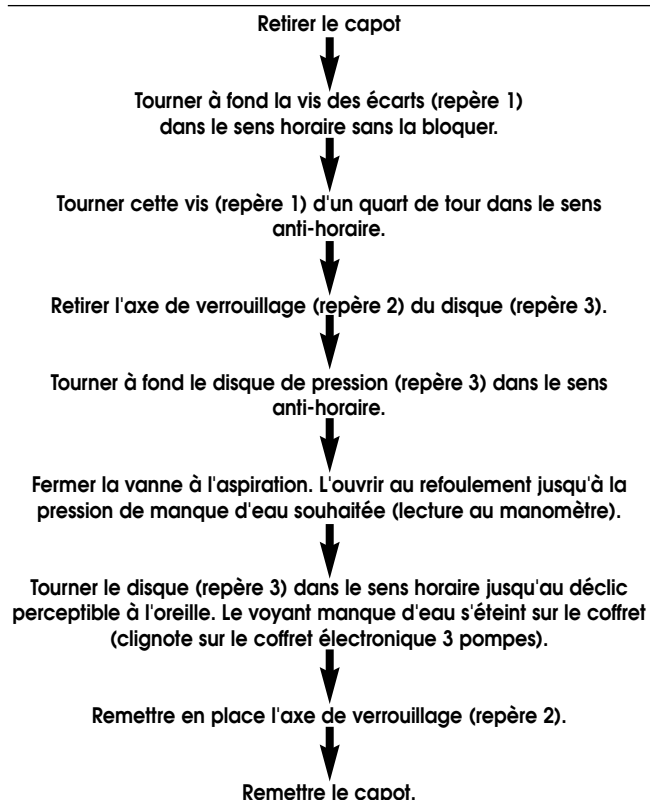 Retirer le capot
Tourner à fond la vis des écarts (repère 1)
dans le sens horaire sans la bloquer.
Tourner cette vis (repère 1) d'un quart de tour dans le sens
anti-horaire.
Retirer l'axe de verrouillage (repère 2) du disque (repère 3).
Tourner à fond le disque de pression (repère 3) dans le sens
anti-horaire.
Fermer la vanne à l'aspiration. L'ouvrir au refoulement jusqu'à la
pression de manque d'eau souhaitée (lecture au manomètre).
Tourner le disque (repère 3) dans le sens horaire jusqu'au déclic
perceptible à l'oreille. Le voyant manque d'eau s'éteint sur le coffret
(clignote sur le coffret électronique 3 pompes).
Remettre en place l'axe de verrouillage (repère 2).
Remettre le capot.